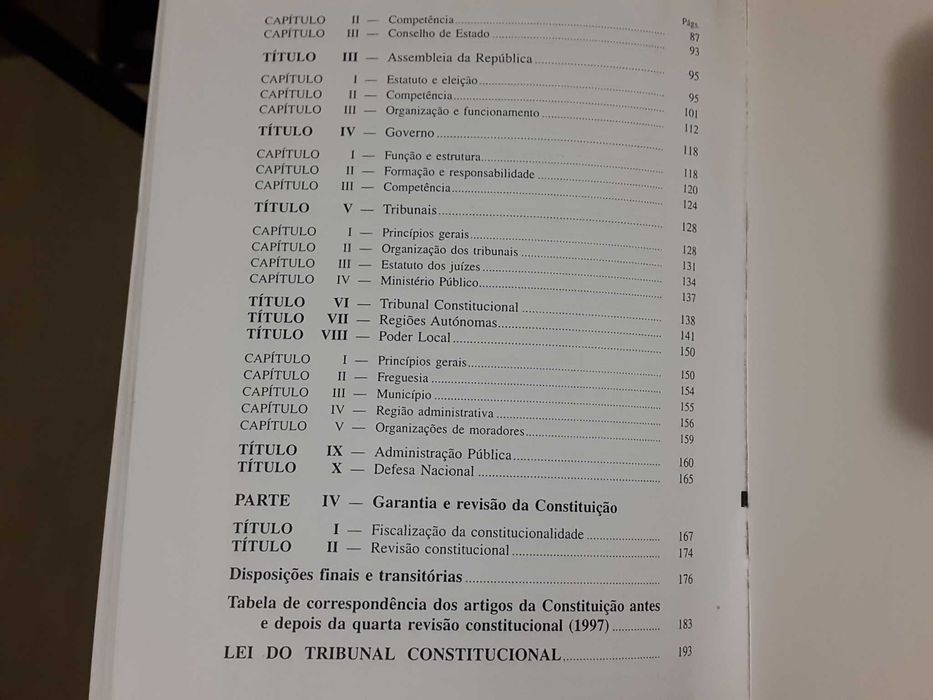 Págs.
CAPÍTULO II — Competência 87
CAPÍTULO III — Conselho de Estado 93
TÍTULO III — Assembleia da República 95
CAPÍTULO I — Estatuto e eleição 95
CAPÍTULO II — Competência 101
CAPÍTULO III — Organização e funcionamento 112
TÍTULO IV — Governo 118
CAPÍTULO I — Função e estrutura 118
CAPÍTULO II — Formação e responsabilidade 120
CAPÍTULO III — Competência 124
TÍTULO V — Tribunais 128
CAPÍTULO I — Princípios gerais 128
CAPÍTULO II — Organização dos tribunais 131
CAPÍTULO III — Estatuto dos juízes 134
CAPÍTULO IV — Ministério Público 137
TÍTULO VI — Tribunal Constitucional 138
TÍTULO VII — Regiões Autónomas 141
TÍTULO VIII — Poder Local 150
CAPÍTULO I — Princípios gerais 150
CAPÍTULO II — Freguesia 154
CAPÍTULO III — Município 155
CAPÍTULO IV — Região administrativa 156
CAPÍTULO V — Organizações de moradores 159
TÍTULO IX — Administração Pública 160
TÍTULO X — Defesa Nacional 165
PARTE IV — Garantia e revisão da Constituição
TÍTULO I — Fiscalização da constitucionalidade 167
TÍTULO II — Revisão constitucional 174
Disposições finais e transitórias 176
Tabela de correspondência dos artigos da Constituição antes
e depois da quarta revisão constitucional (1997) 183
LEI DO TRIBUNAL CONSTITUCIONAL 193